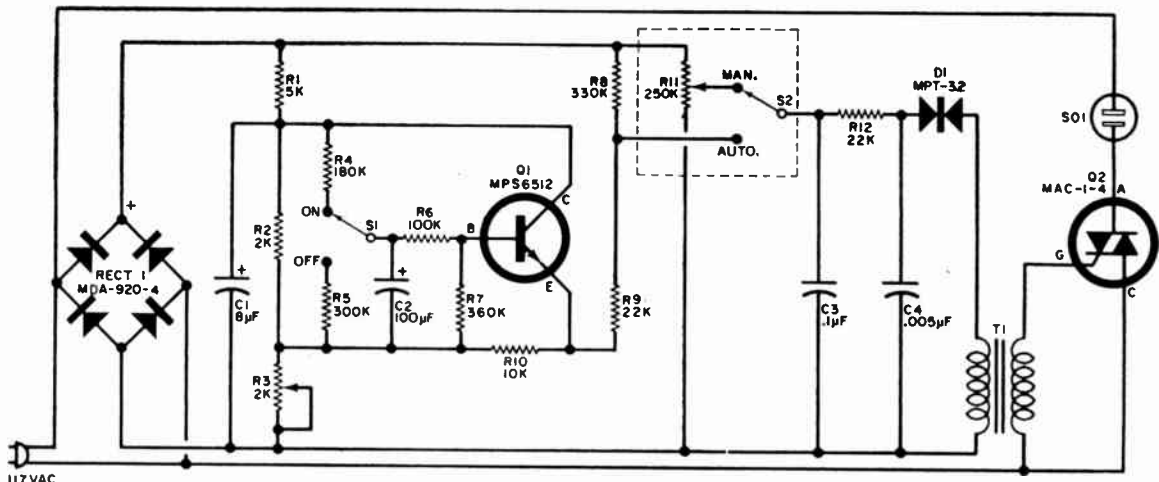 R1
5K
R8
330K
R11
250K
MAN.
S2
AUTO.
D1
MPT-32
R12
22K
SO1
Q2
MAC-1-4
A
G
C
R4
180K
Q1
MPS6512
C
B
E
ON
S1
R6
100K
OFF
R2
2K
+
RECT 1
MDA-920-4
+
C1
8µF
R5
300K
+
C2
100µF
R7
360K
R9
22K
R10
10K
R3
2K
C3
.1µF
C4
.005µF
T1
117 VAC